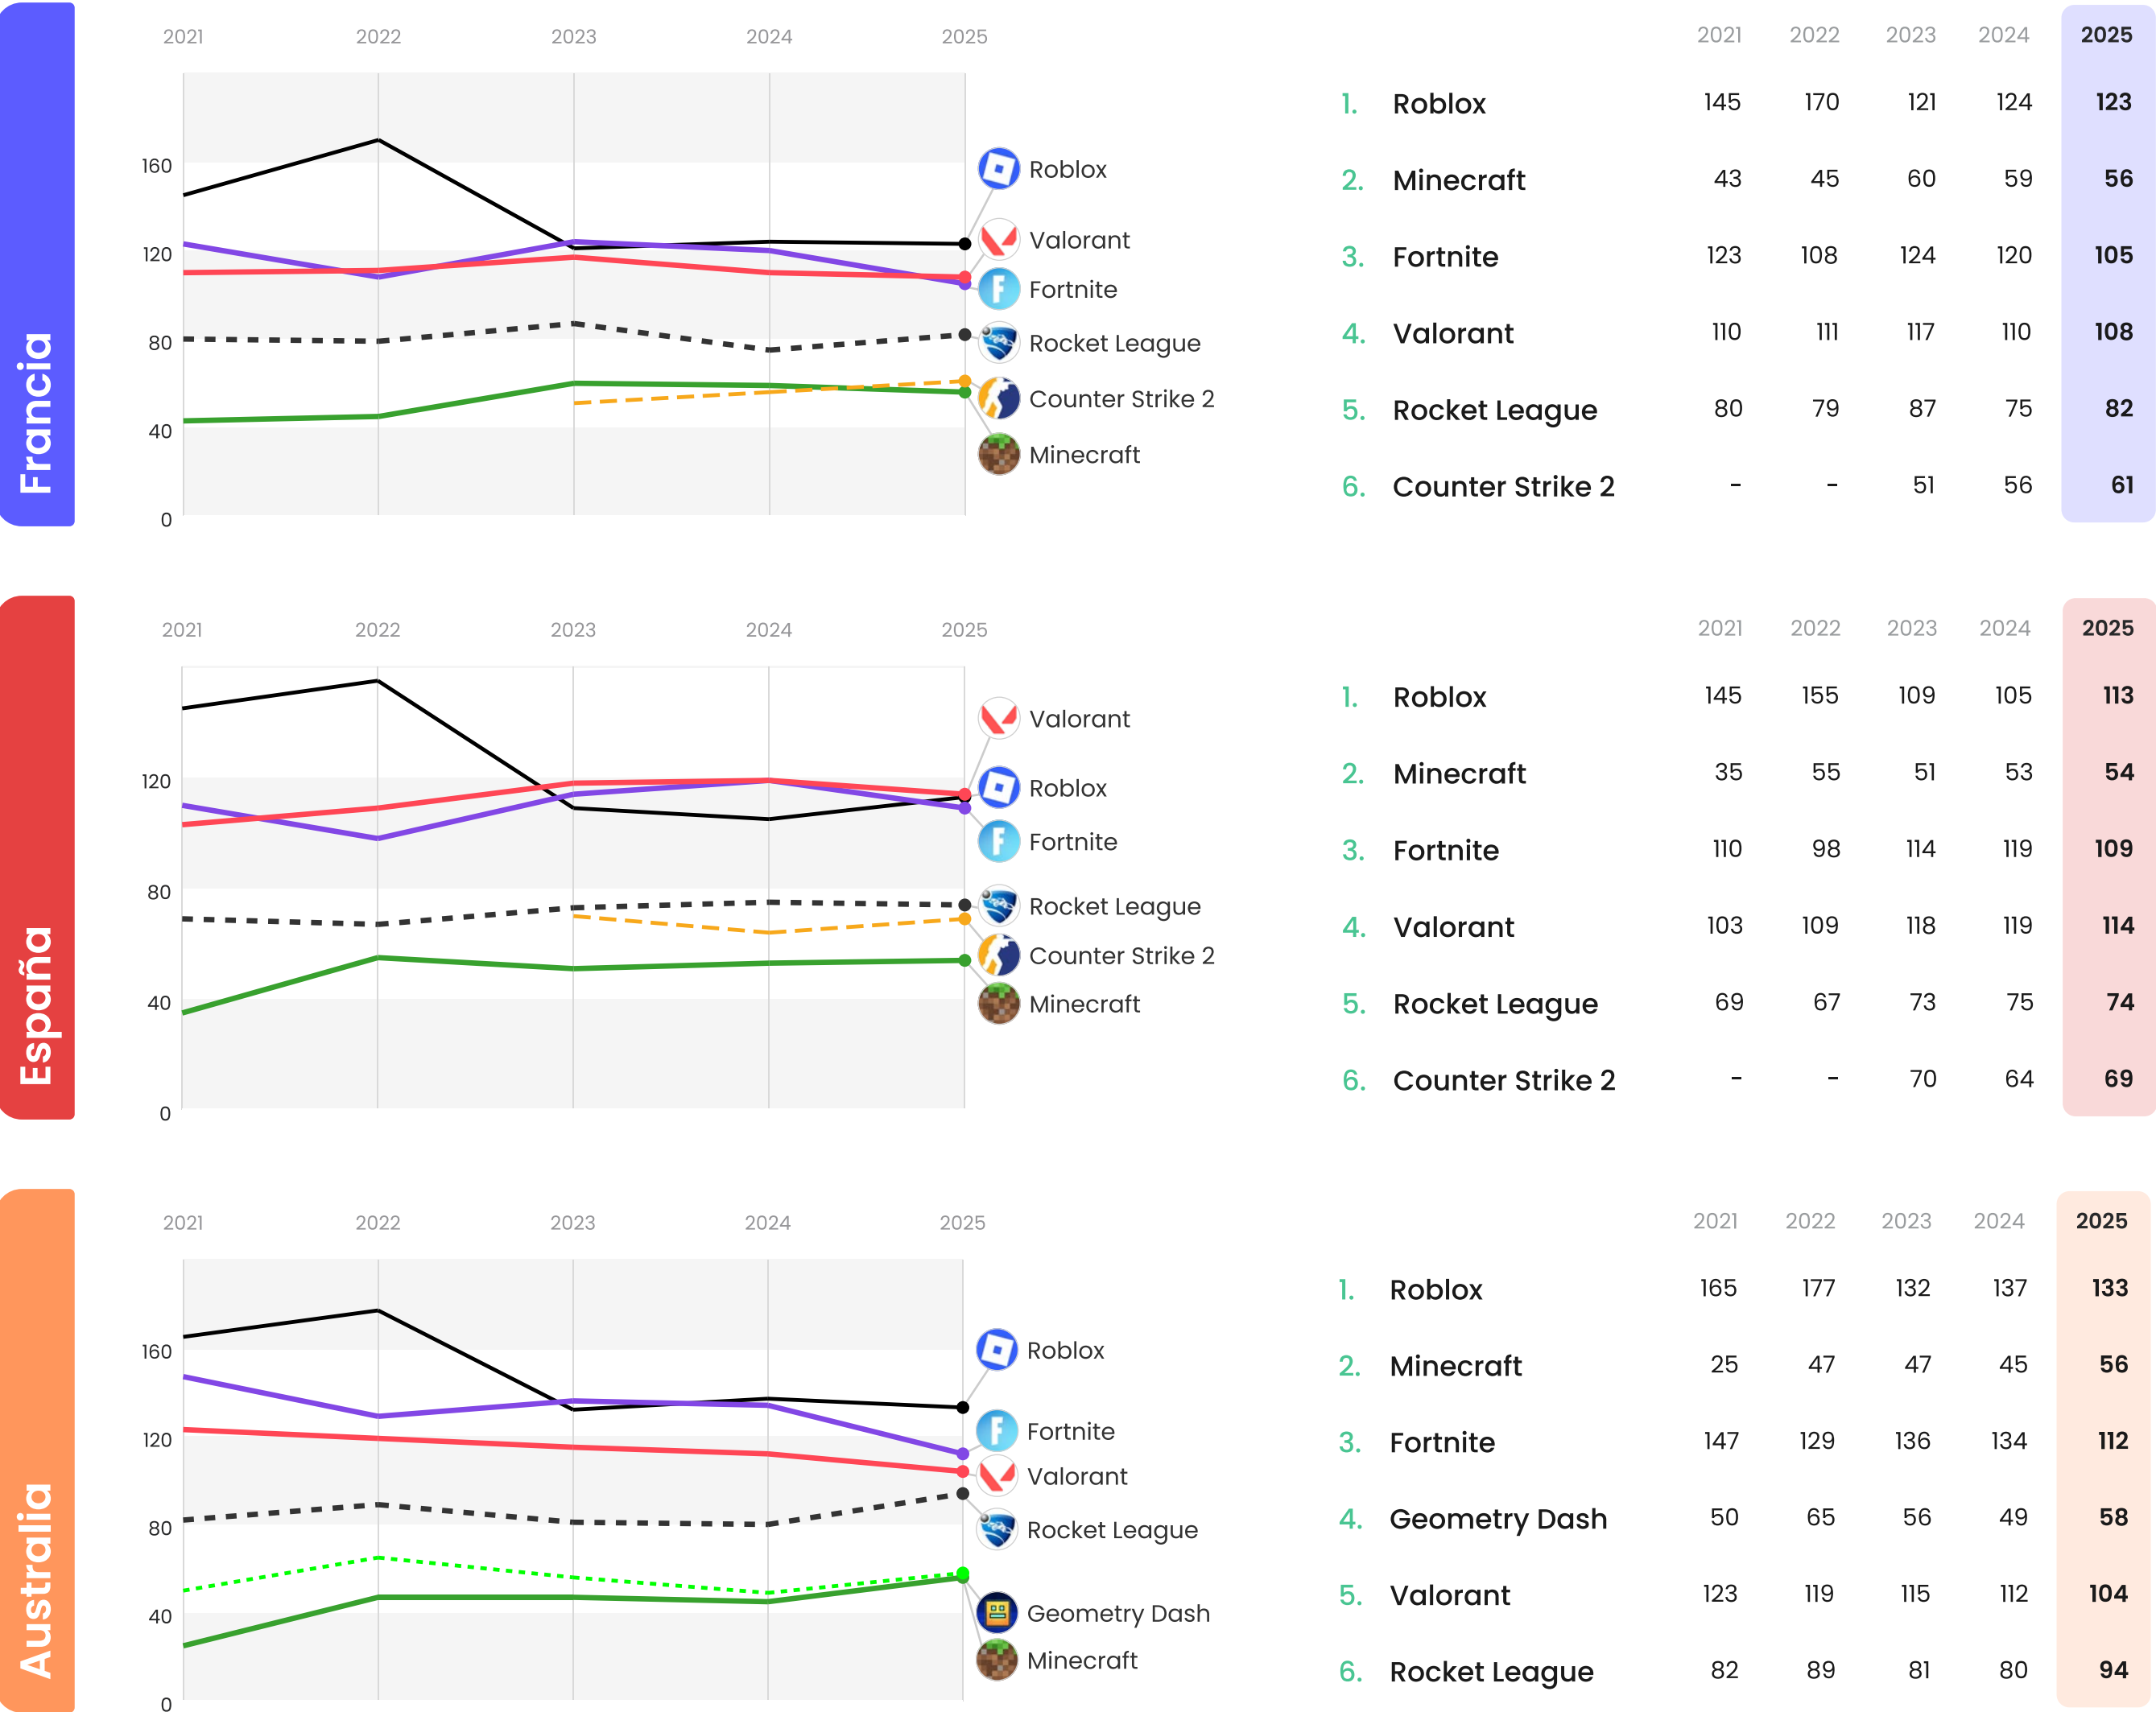 Francia
2021 2022 2023 2024 2025
160
120
80
40
0
Roblox
Valorant
Fortnite
Rocket League
Counter Strike 2
Minecraft
2021 2022 2023 2024 2025
1. Roblox 145 170 121 124 123
2. Minecraft 43 45 60 59 56
3. Fortnite 123 108 124 120 105
4. Valorant 110 111 117 110 108
5. Rocket League 80 79 87 75 82
6. Counter Strike 2 - - 51 56 61
España
2021 2022 2023 2024 2025
120
80
40
0
Valorant
Roblox
Fortnite
Rocket League
Counter Strike 2
Minecraft
2021 2022 2023 2024 2025
1. Roblox 145 155 109 105 113
2. Minecraft 35 55 51 53 54
3. Fortnite 110 98 114 119 109
4. Valorant 103 109 118 119 114
5. Rocket League 69 67 73 75 74
6. Counter Strike 2 - - 70 64 69
Australia
2021 2022 2023 2024 2025
160
120
80
40
0
Roblox
Fortnite
Valorant
Rocket League
Geometry Dash
Minecraft
2021 2022 2023 2024 2025
1. Roblox 165 177 132 137 133
2. Minecraft 25 47 47 45 56
3. Fortnite 147 129 136 134 112
4. Geometry Dash 50 65 56 49 58
5. Valorant 123 119 115 112 104
6. Rocket League 82 89 81 80 94